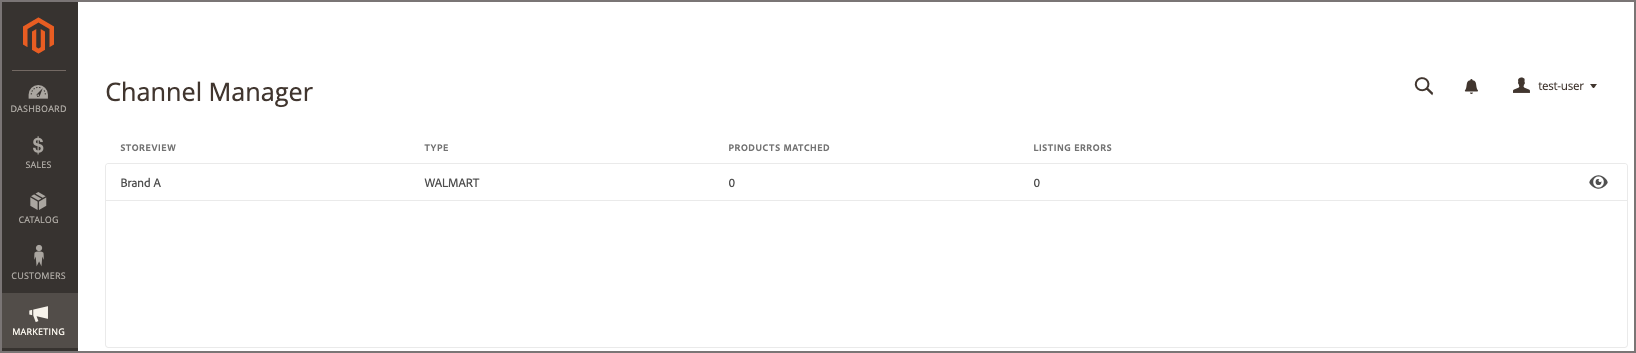 DASHBOARD
SALES
CATALOG
CUSTOMERS
MARKETING
Channel Manager
test-user
STOREVIEW TYPE PRODUCTS MATCHED LISTING ERRORS
Brand A WALMART 0 0